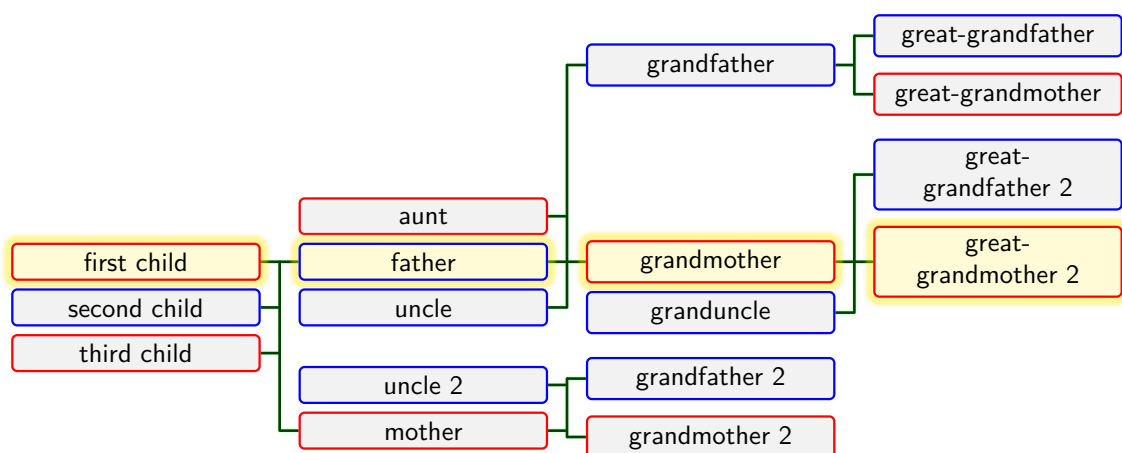 great-grandfather
grandfather
great-grandmother
great-
grandfather 2
aunt
first child
father
grandmother
great-
grandmother 2
second child
uncle
granduncle
third child
uncle 2
grandfather 2
mother
grandmother 2